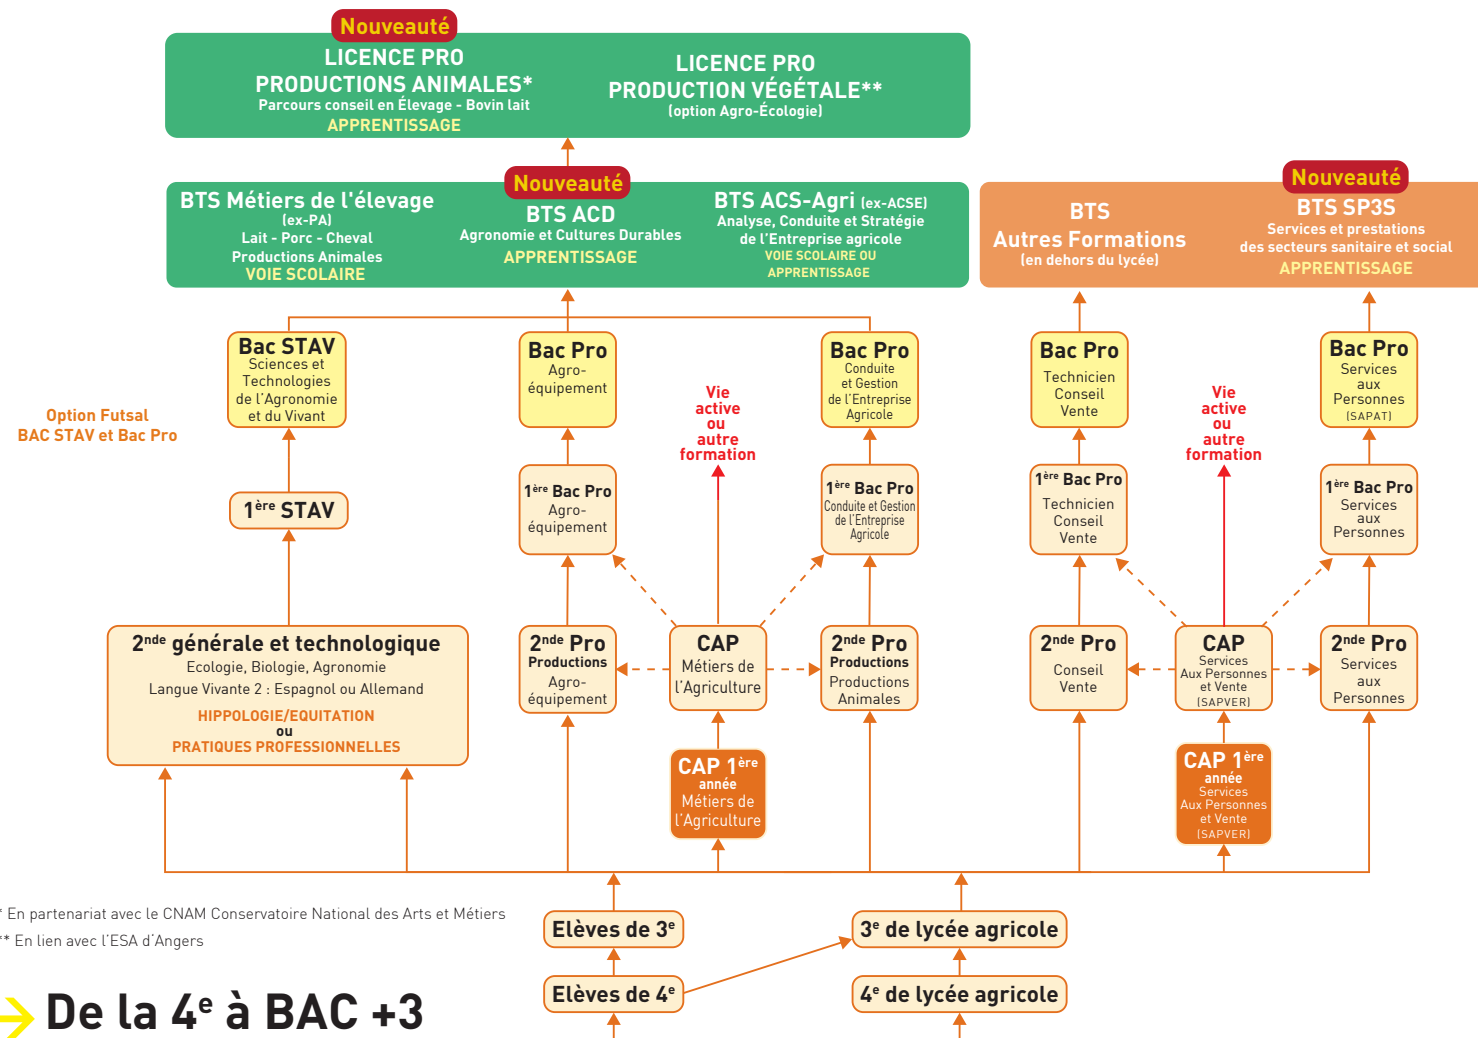 Nouveauté
LICENCE PRO
PRODUCTIONS ANIMALES*
Parcours conseil en Élevage - Bovin lait
APPRENTISSAGE
LICENCE PRO
PRODUCTION VÉGÉTALE**
(option Agro-Écologie)
BTS Métiers de l'élevage
(ex-PA)
Lait - Porc - Cheval
Productions Animales
VOIE SCOLAIRE
Nouveauté
BTS ACD
Agronomie et Cultures Durables
APPRENTISSAGE
BTS ACS-Agri (ex-ACSE)
Analyse, Conduite et Stratégie
de l'Entreprise agricole
VOIE SCOLAIRE OU
APPRENTISSAGE
BTS
Autres Formations
(en dehors du lycée)
Nouveauté
BTS SP3S
Services et prestations
des secteurs sanitaire et social
APPRENTISSAGE
Option Futsal
BAC STAV et Bac Pro
Bac STAV
Sciences et
Technologies
de l'Agronomie
et du Vivant
Bac Pro
Agro-
équipement
Vie
active
ou
autre
formation
Bac Pro
Conduite
et Gestion
de l'Entreprise
Agricole
Bac Pro
Technicien
Conseil
Vente
Vie
active
ou
autre
formation
Bac Pro
Services
aux
Personnes
(SAPAT)
1ère STAV
1ère Bac Pro
Agro-
équipement
1ère Bac Pro
Conduite et Gestion
de l'Entreprise
Agricole
1ère Bac Pro
Technicien
Conseil
Vente
1ère Bac Pro
Services
aux
Personnes
2nde générale et technologique
Ecologie, Biologie, Agronomie
Langue Vivante 2 : Espagnol ou Allemand
HIPPOLOGIE/EQUITATION
ou
PRATIQUES PROFESSIONNELLES
2nde Pro
Productions
Agro-
équipement
CAP
Métiers de
l'Agriculture
2nde Pro
Productions
Productions
Animales
2nde Pro
Conseil
Vente
CAP
Services
Aux Personnes
et Vente
(SAPVER)
2nde Pro
Services
aux
Personnes
CAP 1ère
année
Métiers de
l'Agriculture
CAP 1ère
année
Services
Aux Personnes
et Vente
(SAPVER)
* En partenariat avec le CNAM Conservatoire National des Arts et Métiers
** En lien avec l'ESA d'Angers
Elèves de 3e
3e de lycée agricole
Elèves de 4e
4e de lycée agricole
De la 4e à BAC +3